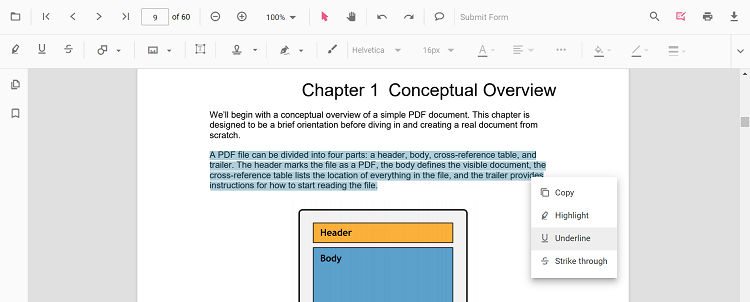 9 of 60 100% Submit Form
Helvetica 16px A
Chapter 1 Conceptual Overview
We'll begin with a conceptual overview of a simple PDF document. This chapter is
designed to be a brief orientation before diving in and creating a real document from
scratch.
A PDF file can be divided into four parts: a header, body, cross-reference table, and
trailer. The header marks the file as a PDF, the body defines the visible document, the
cross-reference table lists the location of everything in the file, and the trailer provides
instructions for how to start reading the file.
Copy
Highlight
Underline
Strike through
Header
Body